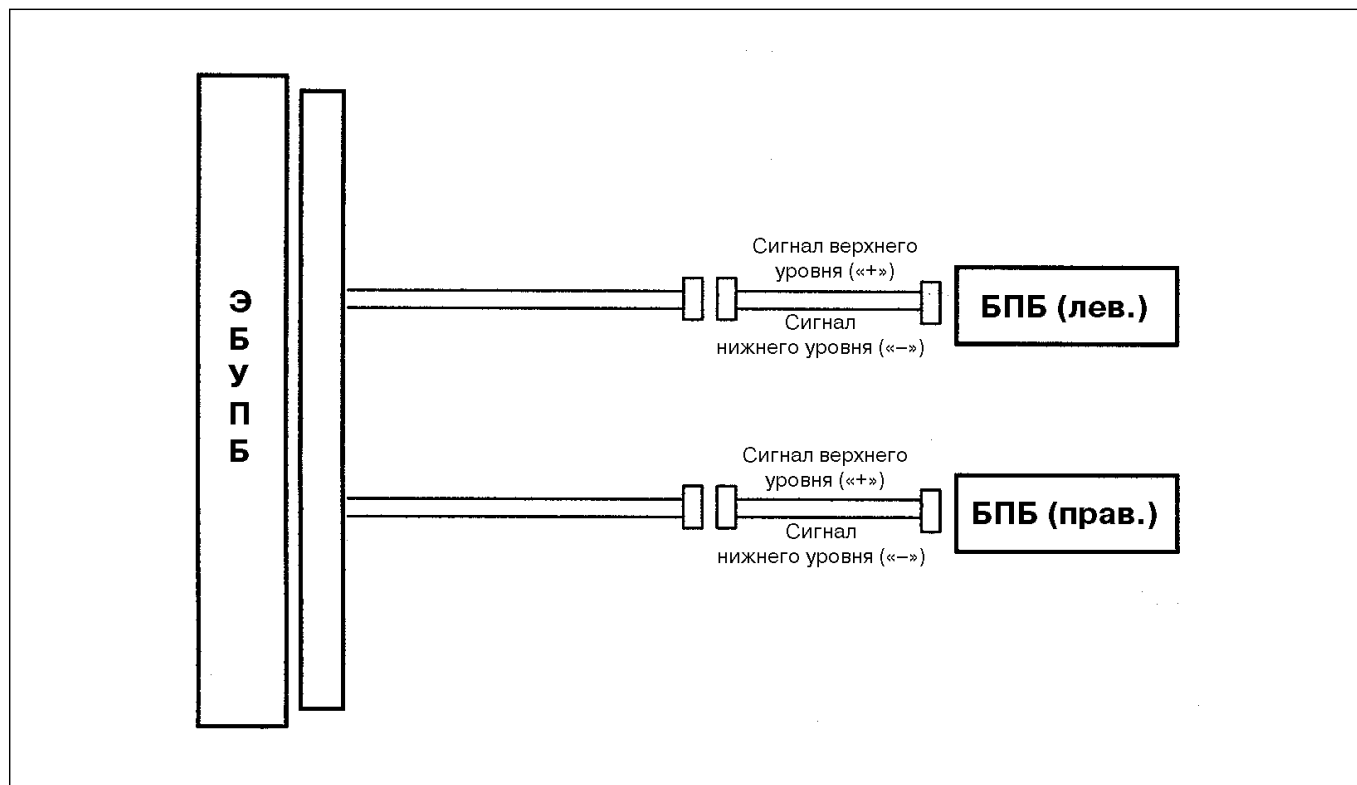 Э
Б
У
П
Б
Сигнал верхнего
уровня («+»)
Сигнал
нижнего уровня («–»)
БПБ (лев.)
Сигнал верхнего
уровня («+»)
Сигнал
нижнего уровня («–»)
БПБ (прав.)